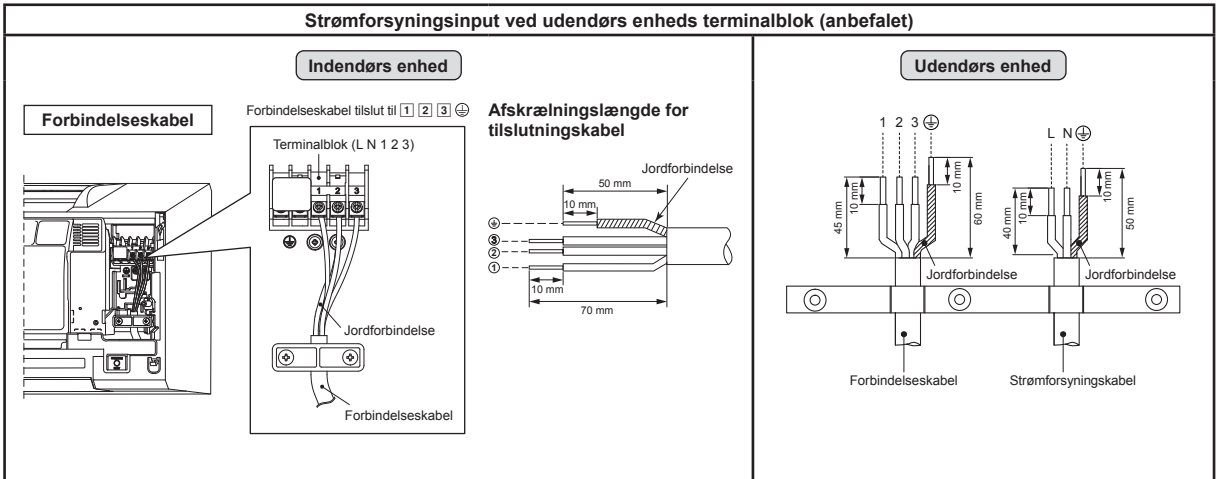 Strømforsyningsinput ved udendørs enheds terminalblok (anbefalet)
Indendørs enhed
Forbindelseskabel
Forbindelseskabel tilslut til 1 2 3 ⏚
Terminalblok (L N 1 2 3)
1 2 3
Jordforbindelse
Forbindelseskabel
Afskrælningslængde for
tilslutningskabel
Jordforbindelse
50 mm
10 mm
⏚
3
2
1
10 mm
70 mm
Udendørs enhed
1 2 3 ⏚
10 mm
45 mm
10 mm
60 mm
Jordforbindelse
Forbindelseskabel
L N ⏚
10 mm
40 mm
10 mm
50 mm
Jordforbindelse
Strømforsyningskabel